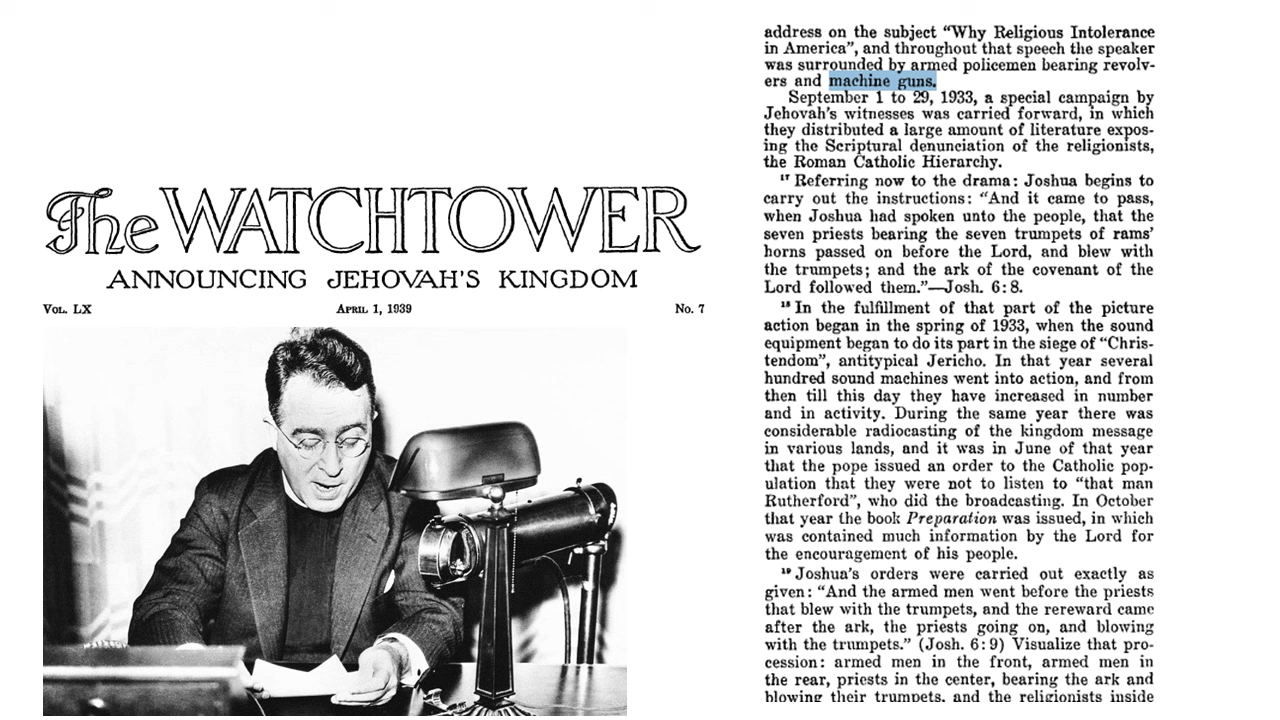 The WATCHTOWER
ANNOUNCING JEHOVAH'S KINGDOM
VOL. LX APRIL 1, 1939 No. 7
address on the subject “Why Religious Intolerance
in America”, and throughout that speech the speaker
was surrounded by armed policemen bearing revolv-
ers and machine guns.
September 1 to 29, 1933, a special campaign by
Jehovah's witnesses was carried forward, in which
they distributed a large amount of literature expos-
ing the Scriptural denunciation of the religionists,
the Roman Catholic Hierarchy.
¹⁷ Referring now to the drama: Joshua begins to
carry out the instructions: “And it came to pass,
when Joshua had spoken unto the people, that the
seven priests bearing the seven trumpets of rams'
horns passed on before the Lord, and blew with
the trumpets; and the ark of the covenant of the
Lord followed them.”—Josh. 6:8.
¹⁸ In the fulfillment of that part of the picture
action began in the spring of 1933, when the sound
equipment began to do its part in the siege of “Chris-
tendom”, antitypical Jericho. In that year several
hundred sound machines went into action, and from
then till this day they have increased in number
and in activity. During the same year there was
considerable radiocasting of the kingdom message
in various lands, and it was in June of that year
that the pope issued an order to the Catholic pop-
ulation that they were not to listen to “that man
Rutherford”, who did the broadcasting. In October
that year the book Preparation was issued, in which
was contained much information by the Lord for
the encouragement of his people.
¹⁹ Joshua's orders were carried out exactly as
given: “And the armed men went before the priests
that blew with the trumpets, and the rereward came
after the ark, the priests going on, and blowing
with the trumpets.” (Josh. 6:9) Visualize that pro-
cession: armed men in the front, armed men in
the rear, priests in the center, bearing the ark and
blowing their trumpets, and the religionists inside